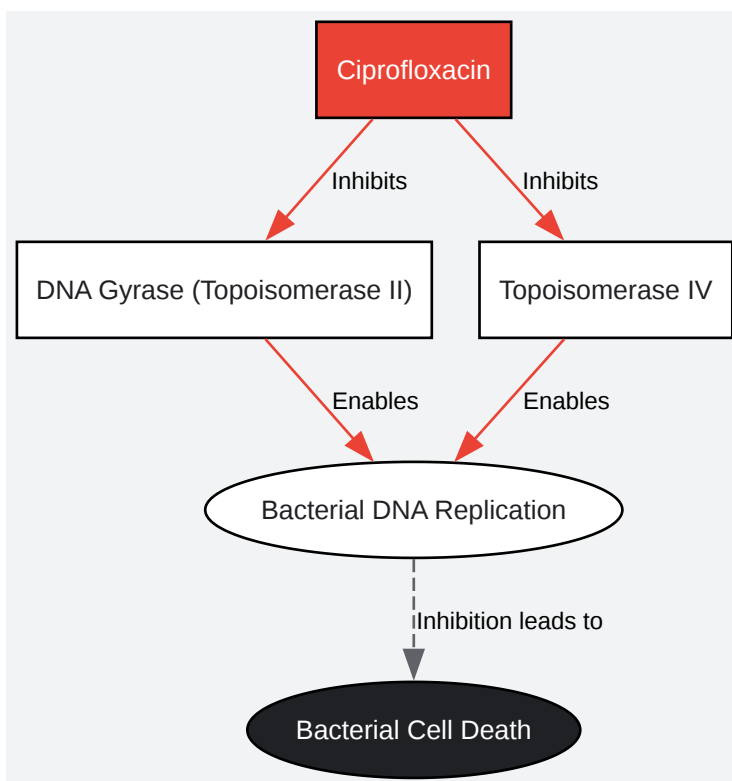 Ciprofloxacin
Inhibits
Inhibits
DNA Gyrase (Topoisomerase II)
Topoisomerase IV
Enables
Enables
Bacterial DNA Replication
Inhibition leads to
Bacterial Cell Death